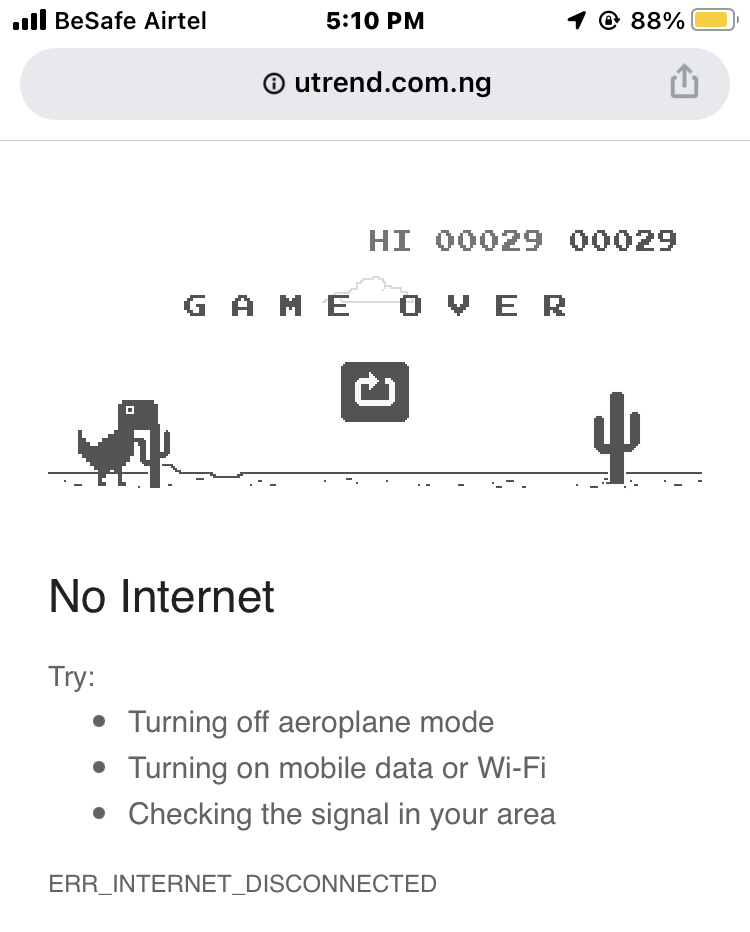 BeSafe Airtel 5:10 PM 88%
utrend.com.ng
HI 00029 00029
GAME OVER
No Internet
Try:
• Turning off aeroplane mode
• Turning on mobile data or Wi-Fi
• Checking the signal in your area
ERR_INTERNET_DISCONNECTED